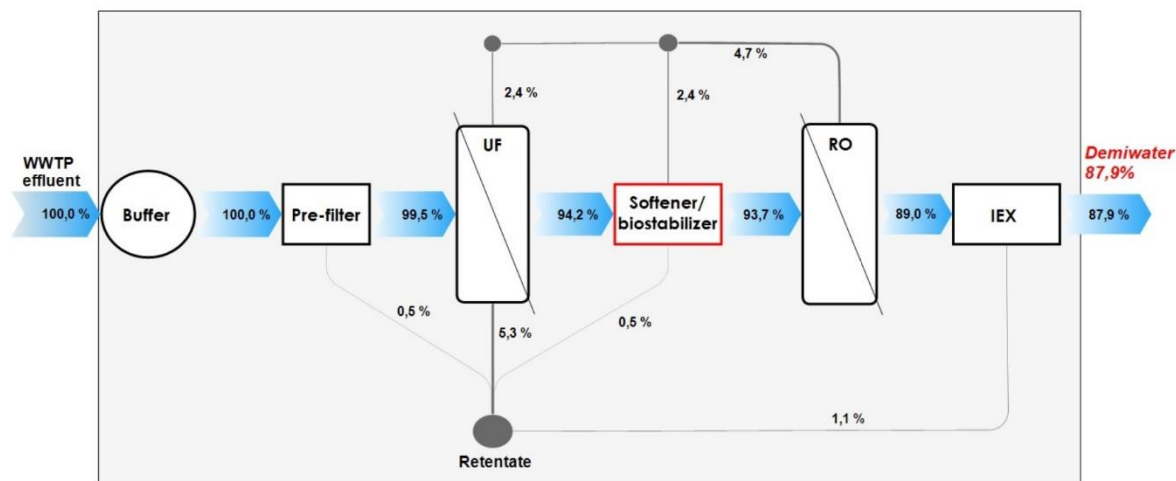 4,7 %
2,4 %
2,4 %
UF
RO
WWTP
effluent
Demiwater
87,9%
100,0 %
Buffer
100,0 %
Pre-filter
99,5 %
94,2 %
Softener/
biostabilizer
93,7 %
89,0 %
IEX
87,9 %
0,5 %
5,3 %
0,5 %
1,1 %
Retentate